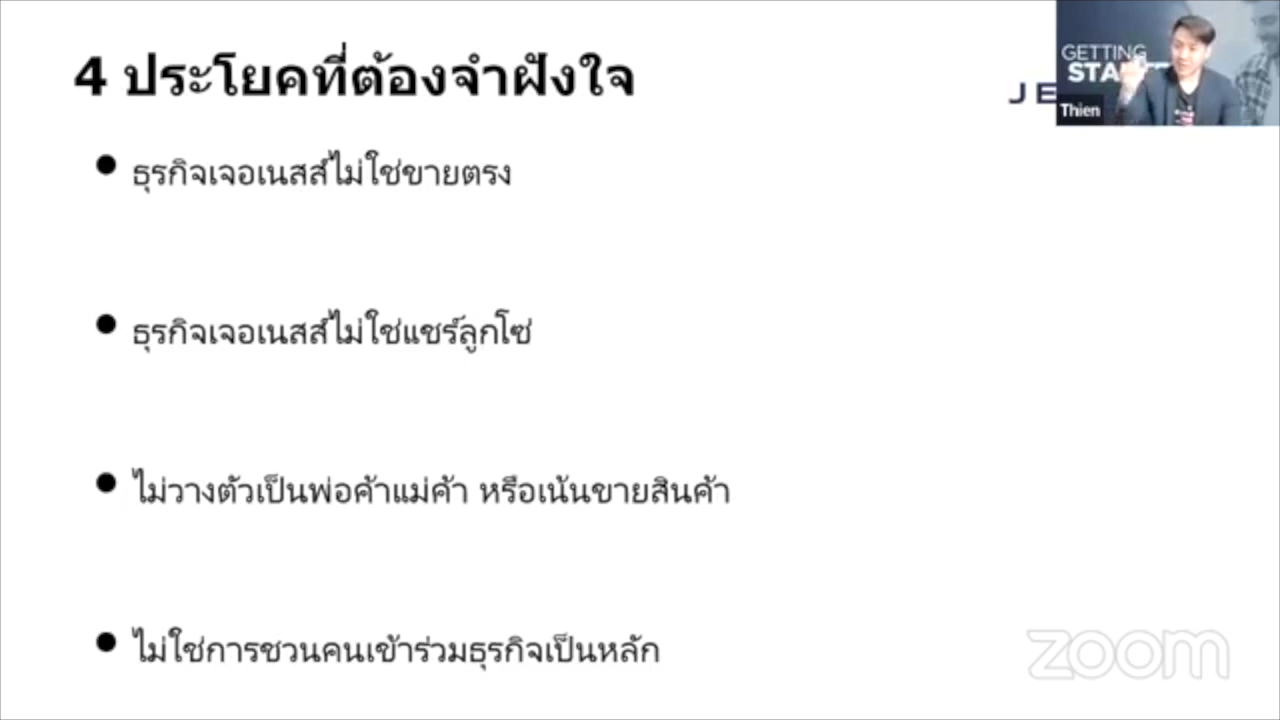 4 ประโยคที่ต้องจำฝังใจ
GETTING
JE
Thien
ธุรกิจเจอเนสส์ไม่ใช่ขายตรง
ธุรกิจเจอเนสส์ไม่ใช่แชร์ลูกโซ่
ไม่วางตัวเป็นพ่อค้าแม่ค้า หรือเน้นขายสินค้า
ไม่ใช่การชวนคนเข้าร่วมธุรกิจเป็นหลัก
zoom